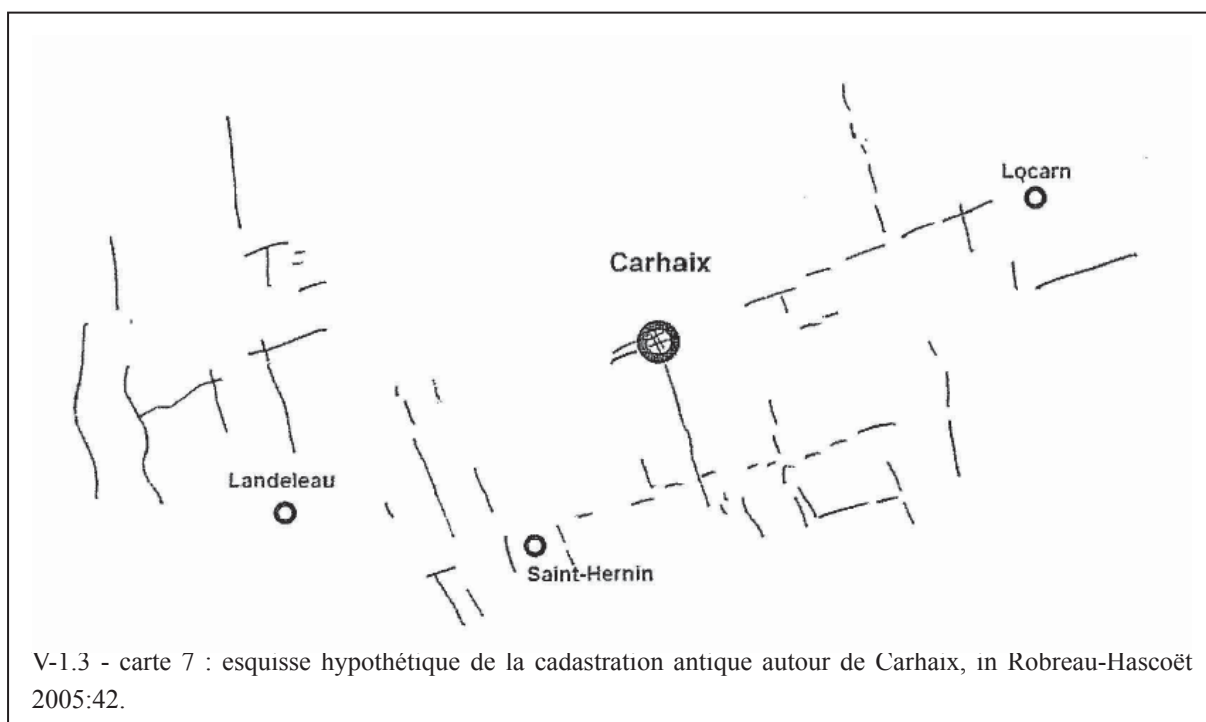 Locarn
Carhaix
Landeleau
Saint-Hernin
V-1.3 - carte 7 : esquisse hypothétique de la cadastration antique autour de Carhaix, in Robreau-Hascoët
2005:42.